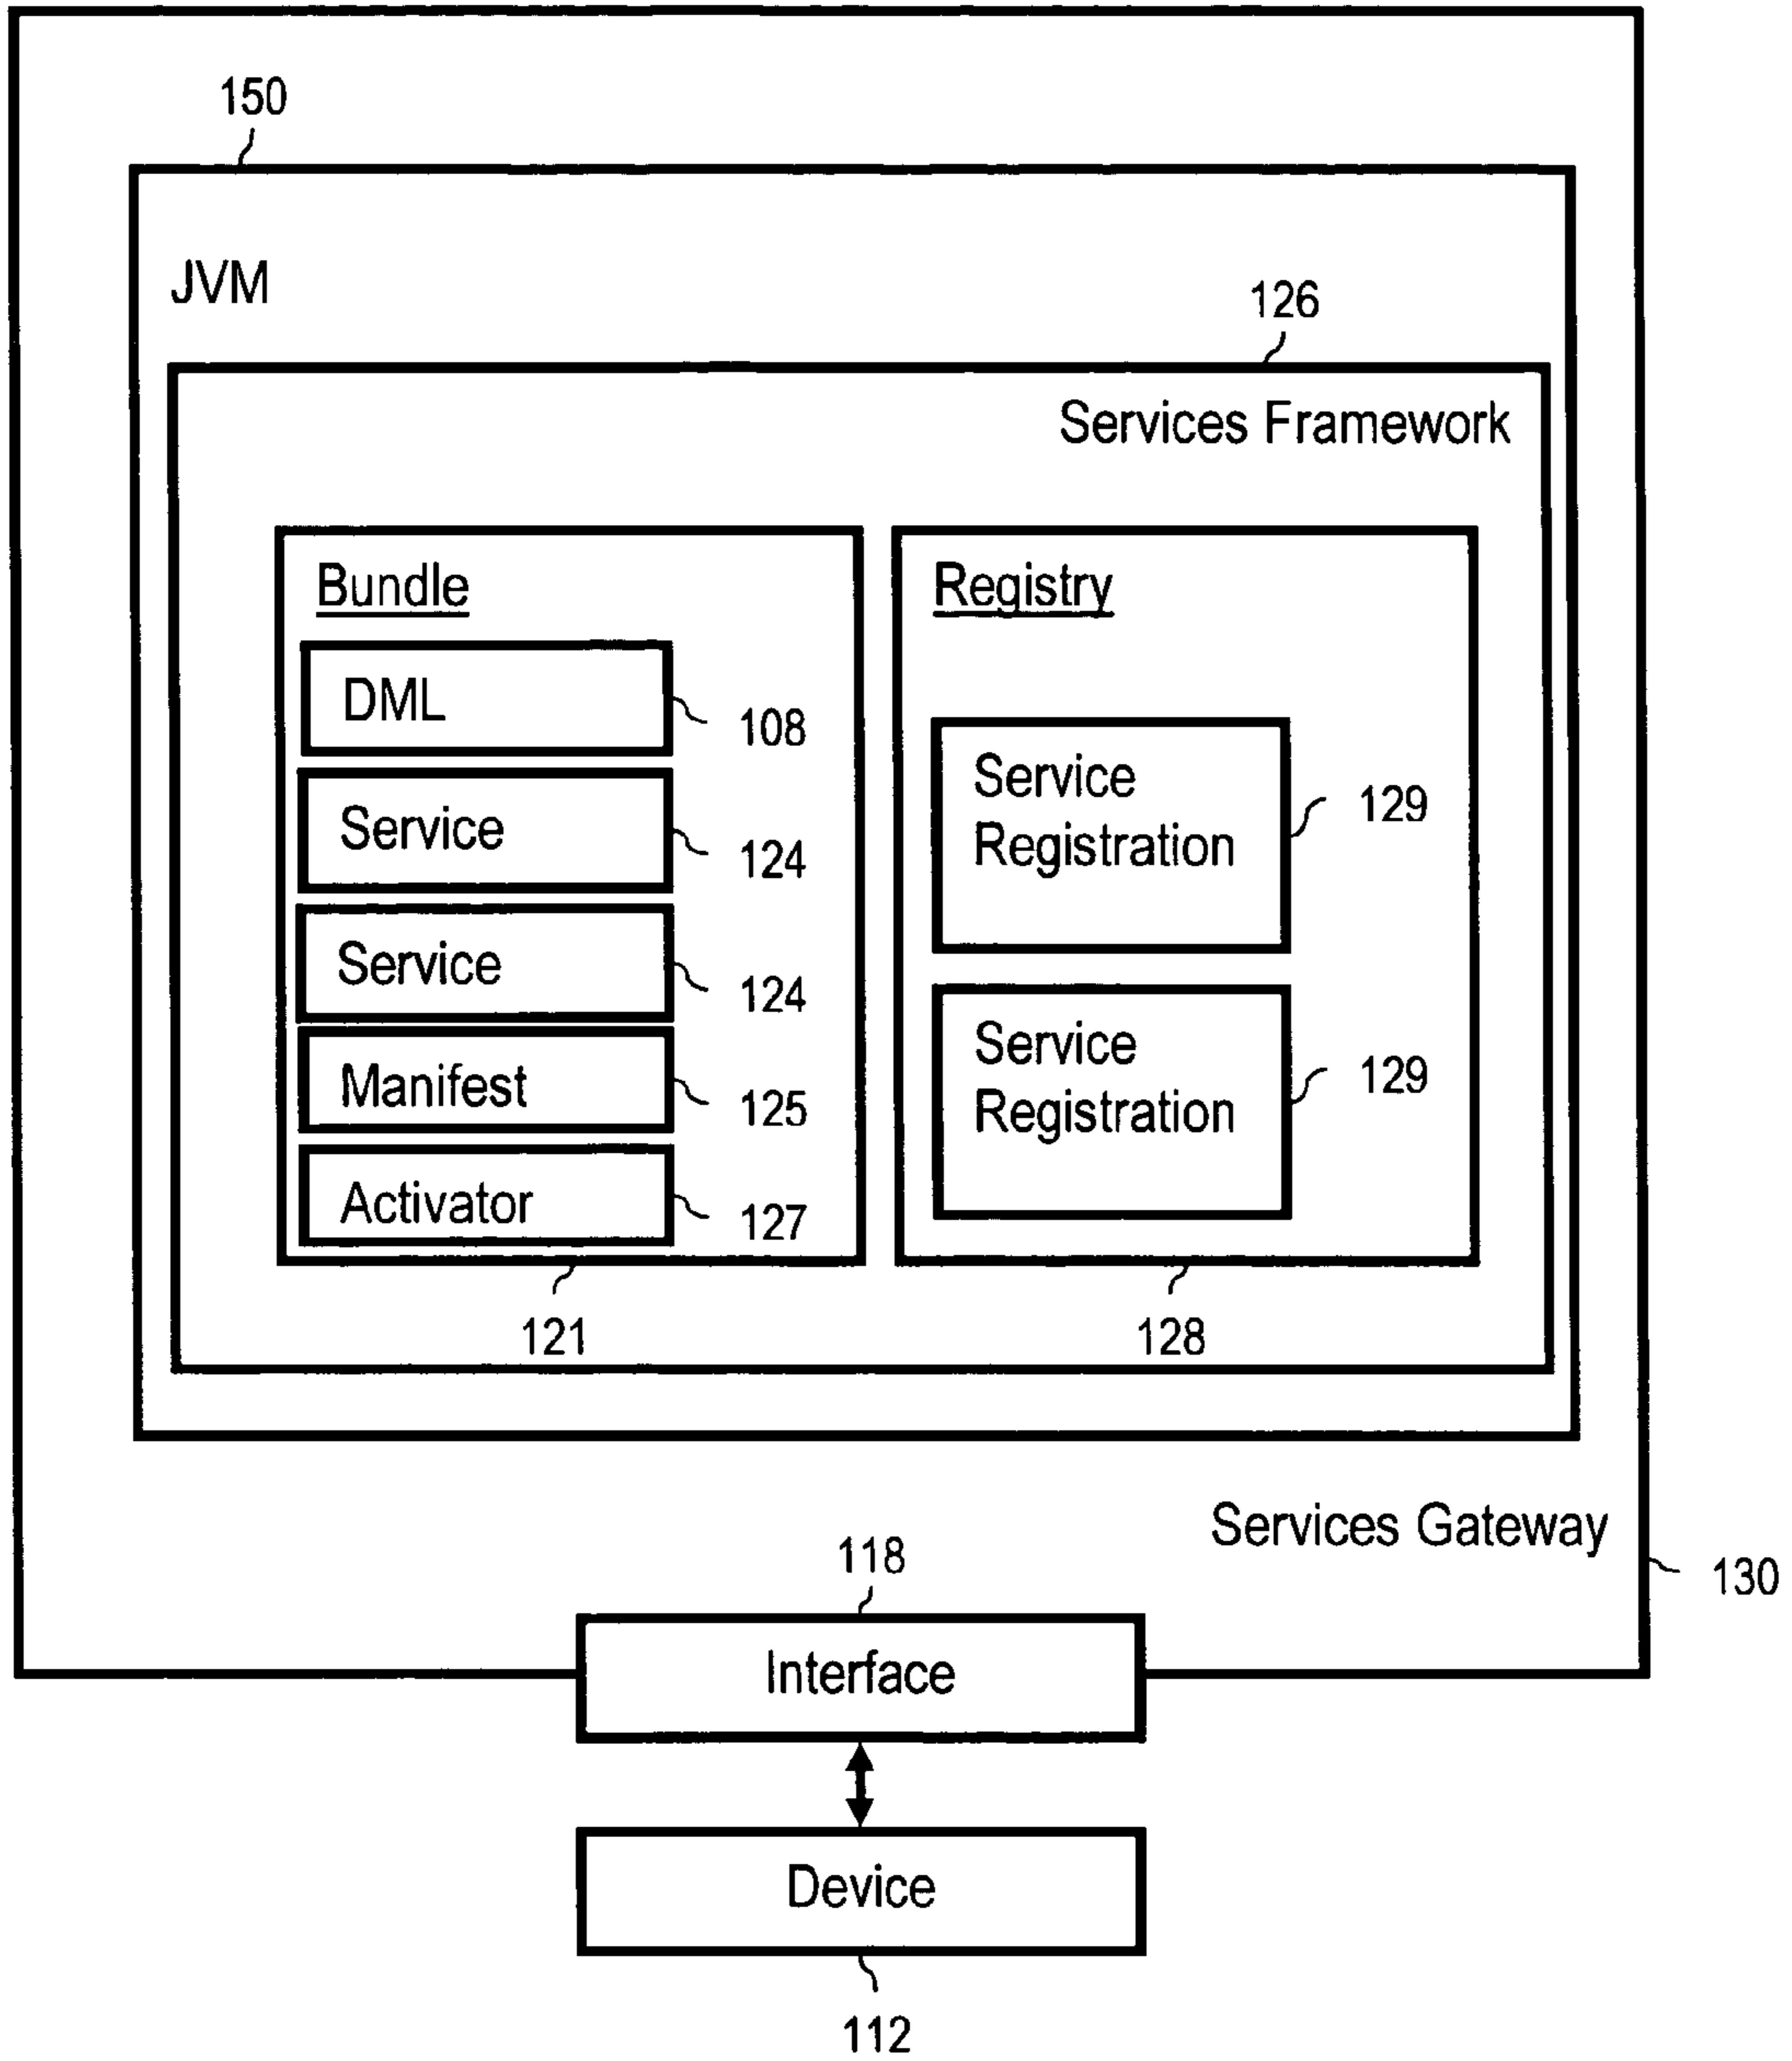 150
JVM
126
Services Framework
Bundle
DML
108
Service
124
Service
124
Manifest
125
Activator
127
121
Registry
Service
Registration
129
Service
Registration
129
128
Services Gateway
130
118
Interface
Device
112